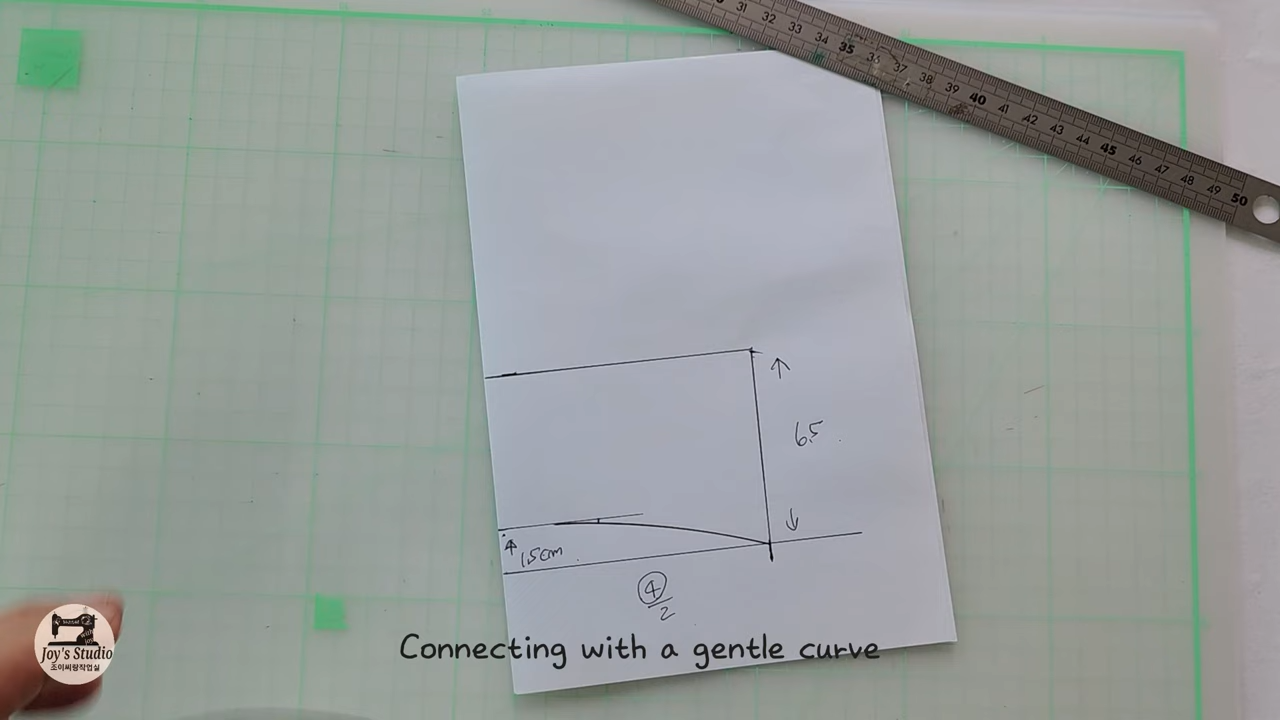 31 32 33 34 35 36 37 38 39 40 41 42 43 44 45 46 47 48 49 50
6.5
1.5cm
④/2
Joy's Studio
조이씨랑작업실
Connecting with a gentle curve